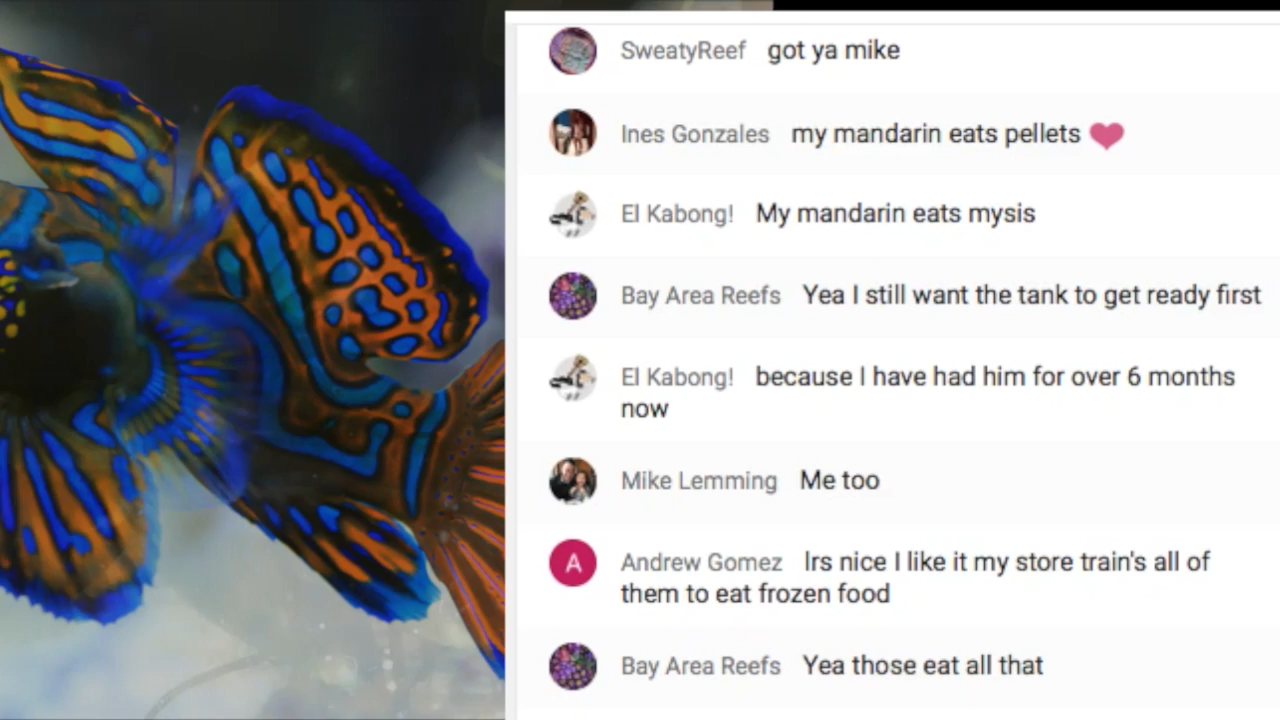 SweatyReef got ya mike
Ines Gonzales my mandarin eats pellets
El Kabong! My mandarin eats mysis
Bay Area Reefs Yea I still want the tank to get ready first
El Kabong! because I have had him for over 6 months
now
Mike Lemming Me too
A
Andrew Gomez Irs nice I like it my store train's all of
them to eat frozen food
Bay Area Reefs Yea those eat all that